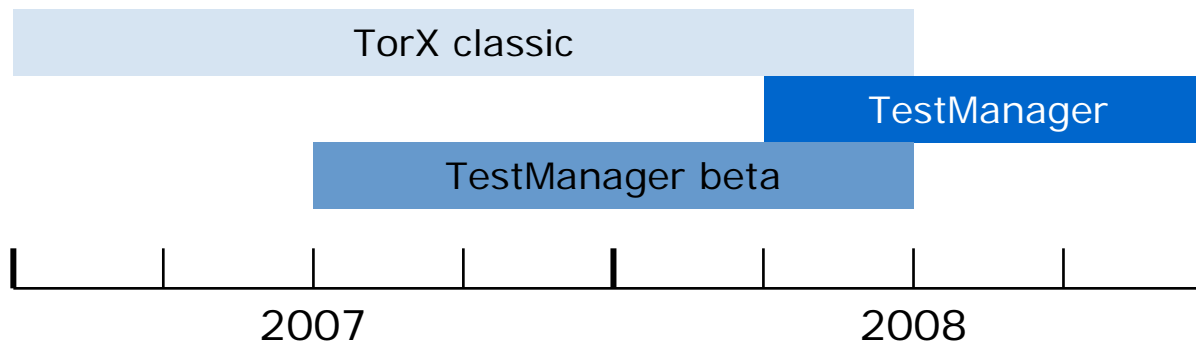 TorX classic
TestManager
TestManager beta
2007
2008